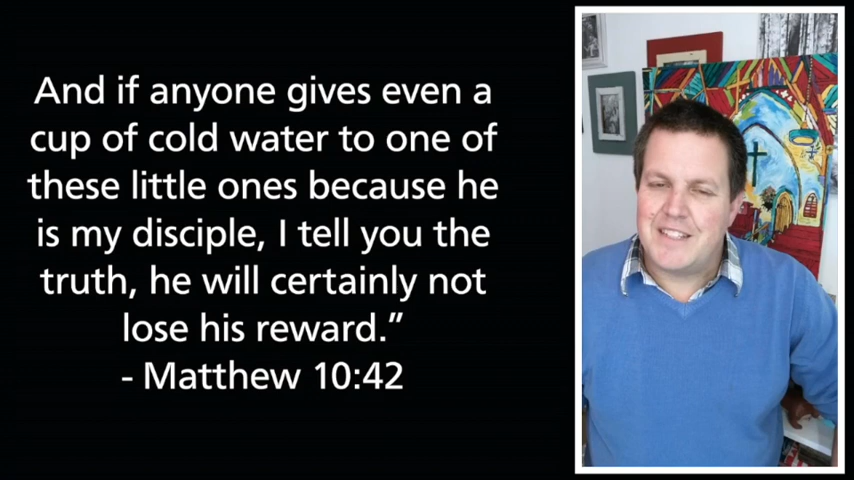 And if anyone gives even a
cup of cold water to one of
these little ones because he
is my disciple, I tell you the
truth, he will certainly not
lose his reward.”
- Matthew 10:42